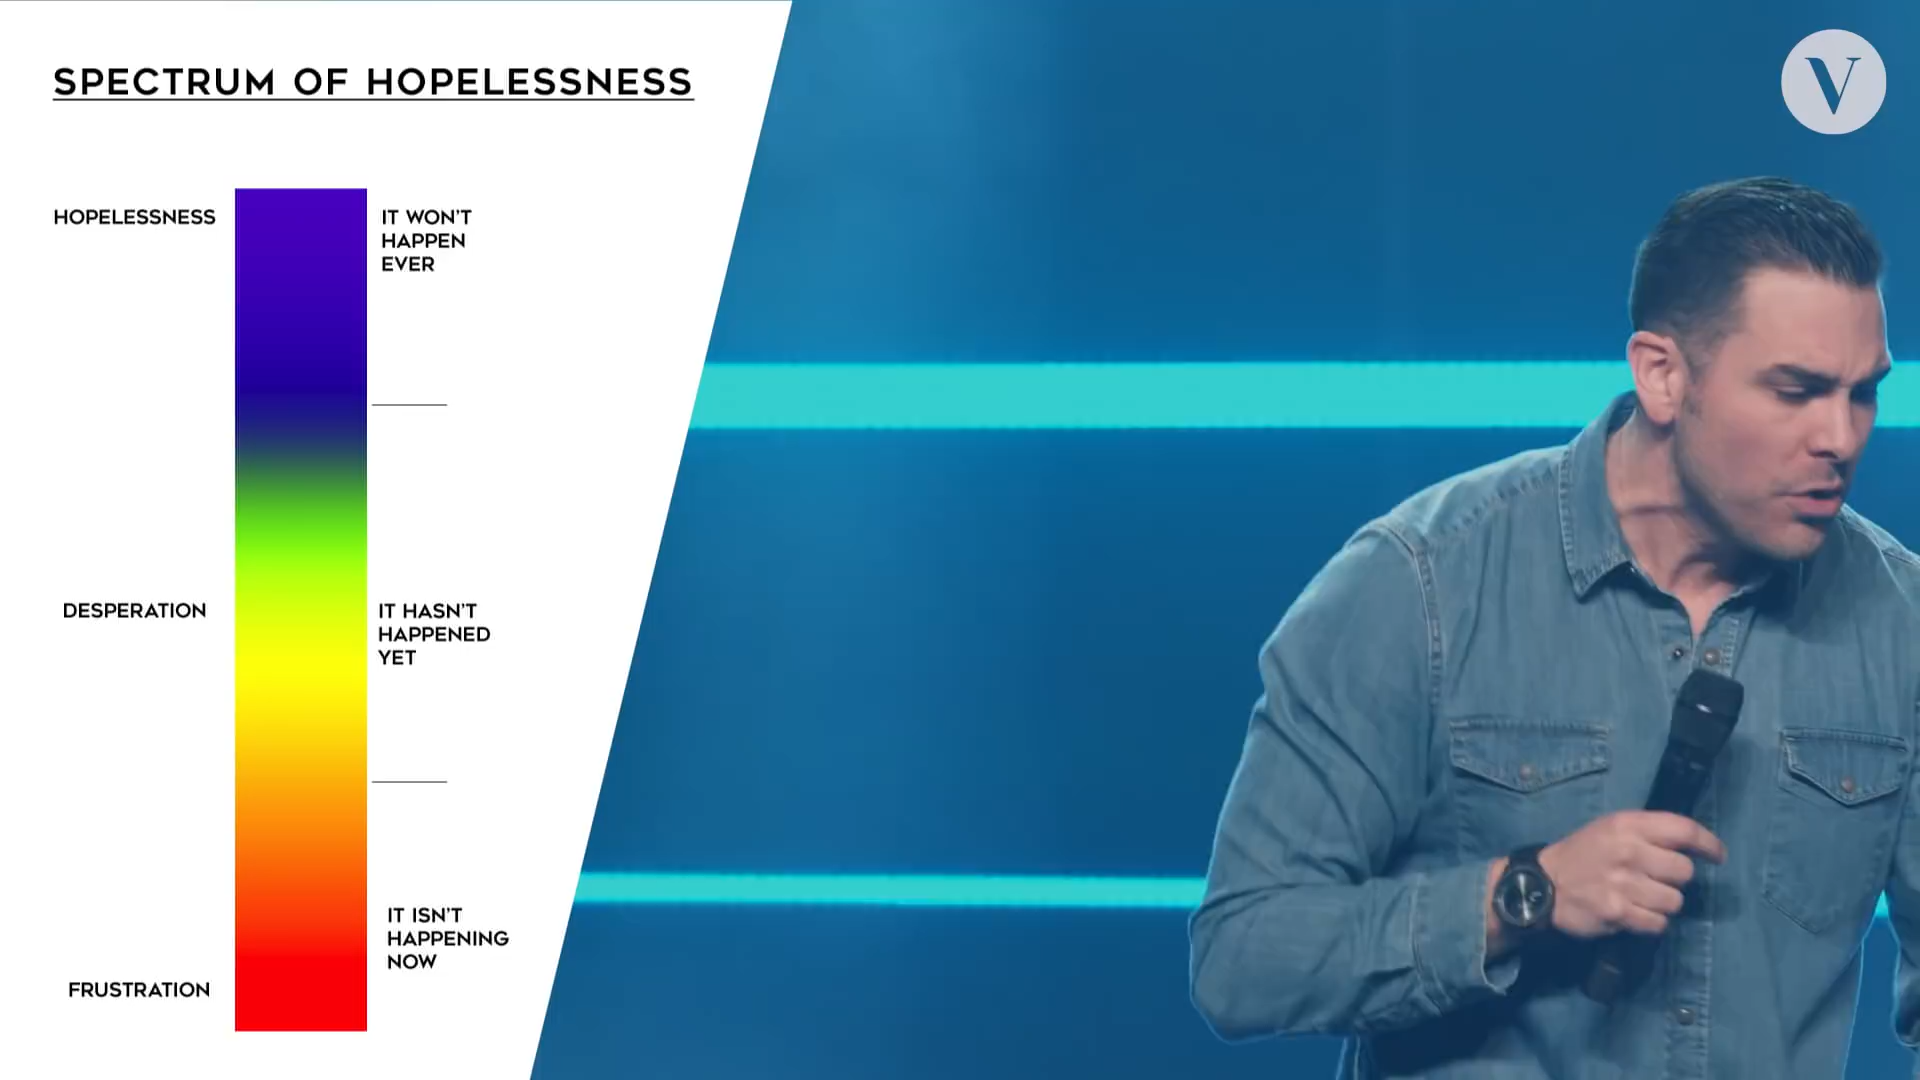 SPECTRUM OF HOPELESSNESS
HOPELESSNESS
IT WON'T
HAPPEN
EVER
DESPERATION
IT HASN'T
HAPPENED
YET
IT ISN'T
HAPPENING
NOW
FRUSTRATION
V